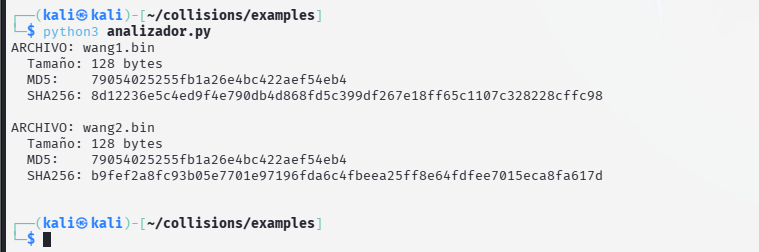 ┌──(kali㉿kali)-[~/collisions/examples]
└─$ python3 analizador.py
ARCHIVO: wang1.bin
  Tamaño: 128 bytes
  MD5:    79054025255fb1a26e4bc422aef54eb4
  SHA256: 8d12236e5c4ed9f4e790db4d868fd5c399df267e18ff65c1107c328228cffc98

ARCHIVO: wang2.bin
  Tamaño: 128 bytes
  MD5:    79054025255fb1a26e4bc422aef54eb4
  SHA256: b9fef2a8fc93b05e7701e97196fda6c4fbeea25ff8e64fdfee7015eca8fa617d

┌──(kali㉿kali)-[~/collisions/examples]
└─$